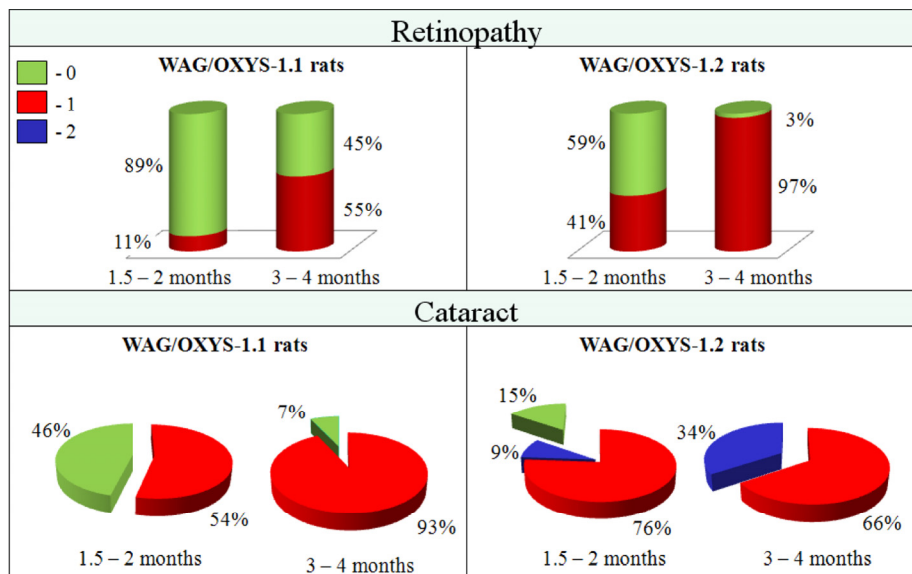 Retinopathy
- 0
- 1
- 2
WAG/OXYS-1.1 rats
89%
11%
45%
55%
1.5 – 2 months
3 – 4 months
WAG/OXYS-1.2 rats
59%
41%
3%
97%
1.5 – 2 months
3 – 4 months
Cataract
WAG/OXYS-1.1 rats
46%
54%
7%
93%
1.5 – 2 months
3 – 4 months
WAG/OXYS-1.2 rats
15%
9%
76%
34%
66%
1.5 – 2 months
3 – 4 months